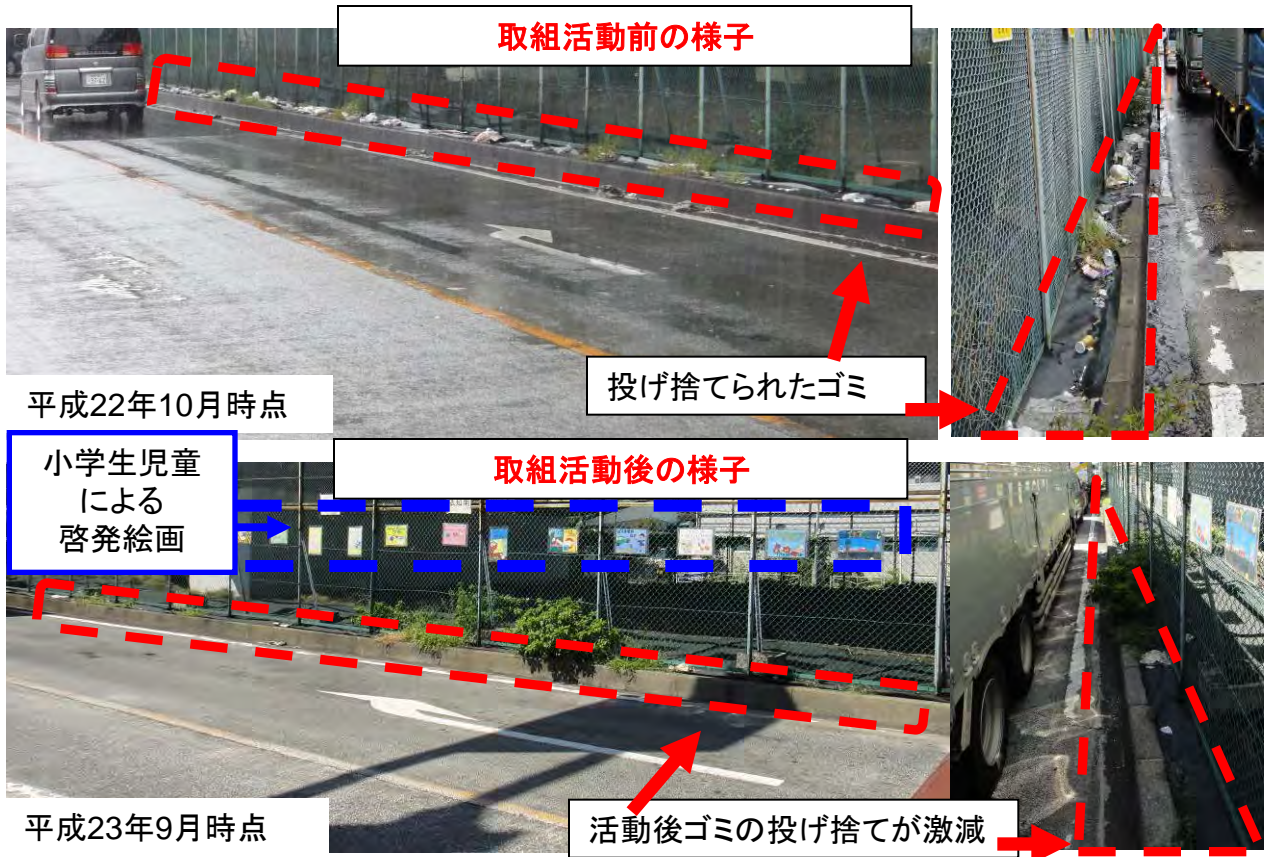 取組活動前の様子
投げ捨てられたゴミ
平成22年10月時点
小学生児童
による
啓発絵画
取組活動後の様子
平成23年9月時点
活動後ゴミの投げ捨てが激減